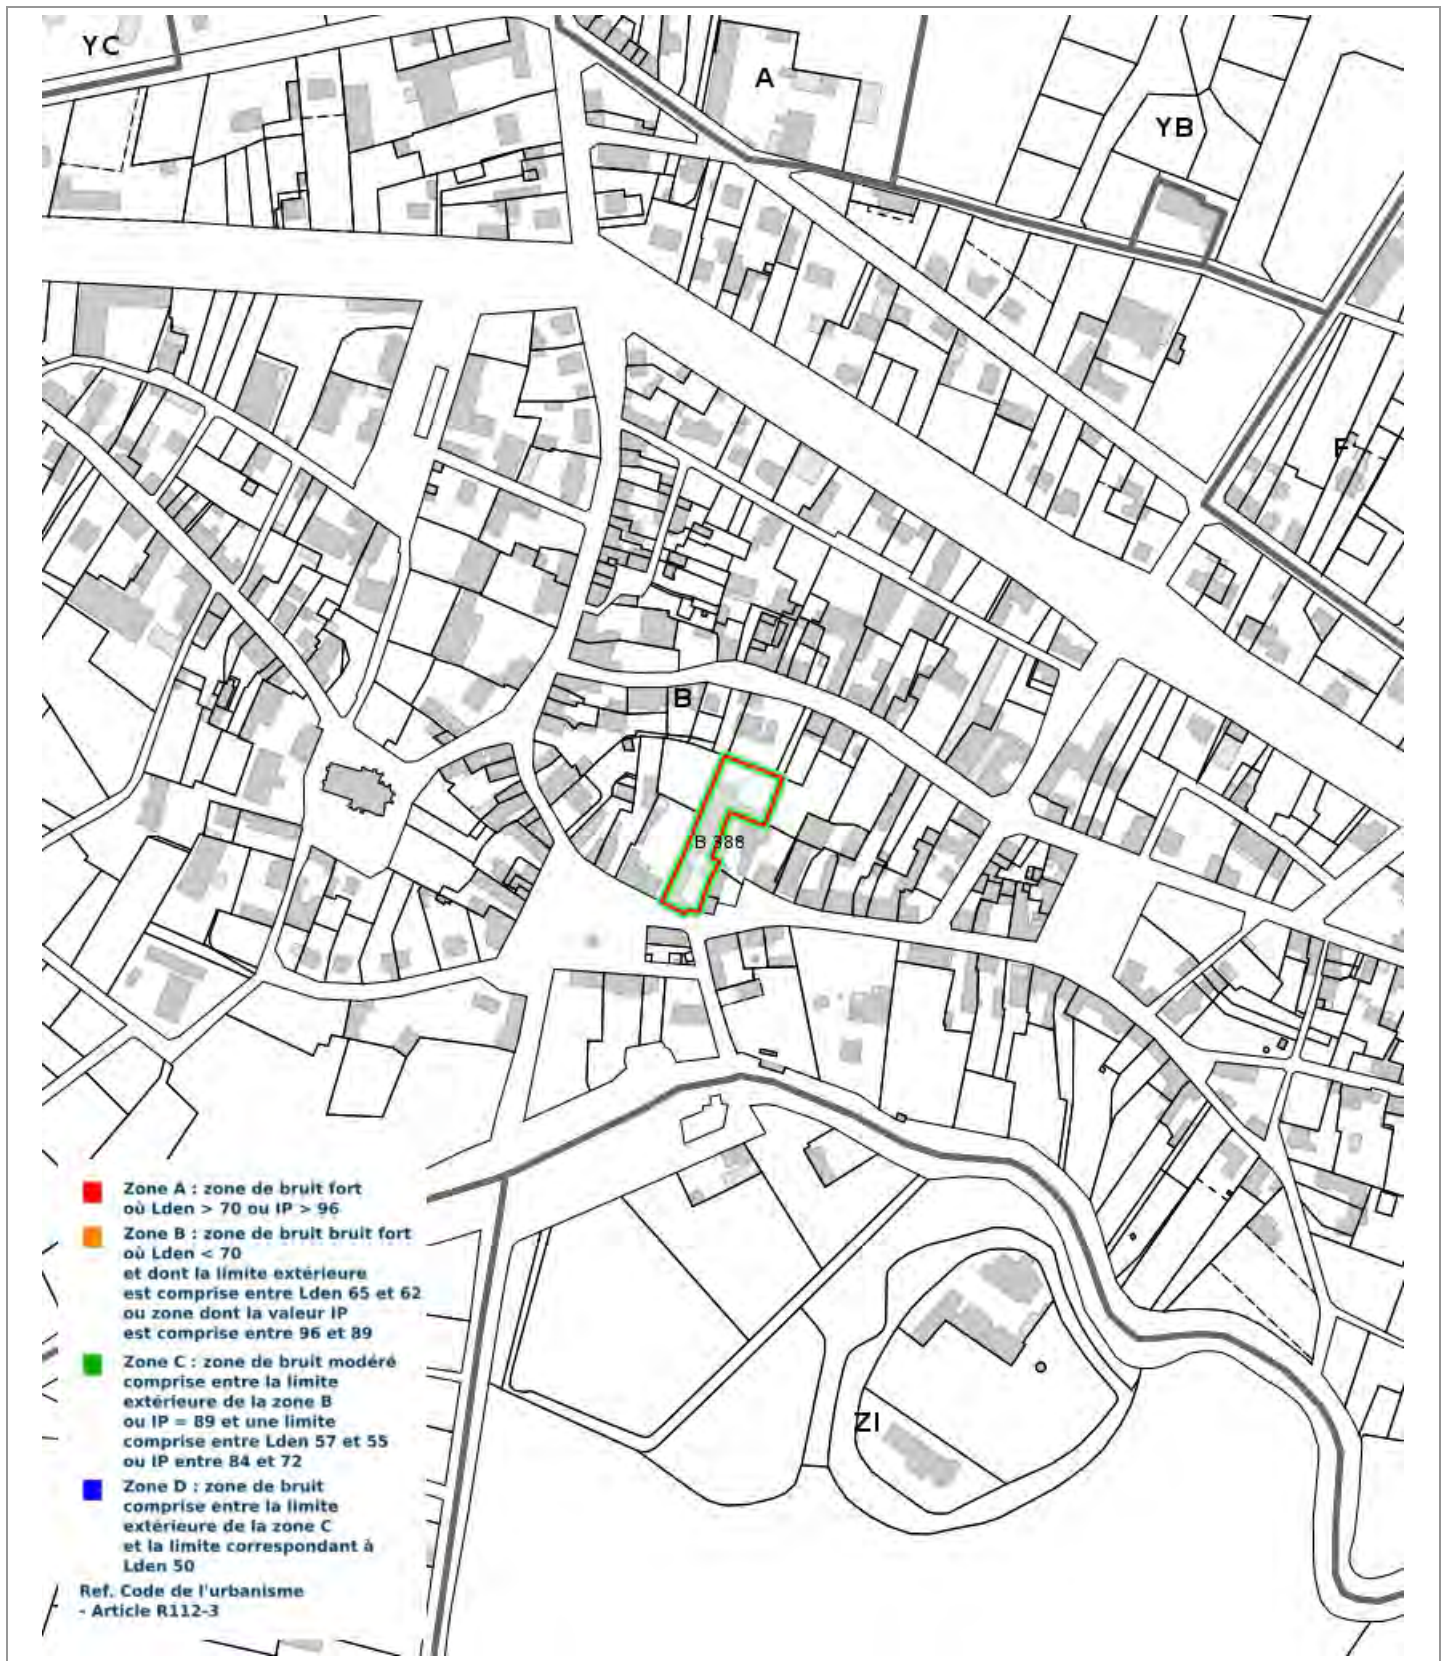 YC
A
YB
F
B
B 388
ZI
Zone A : zone de bruit fort
où Lden > 70 ou IP > 96
Zone B : zone de bruit bruit fort
où Lden < 70
et dont la limite extérieure
est comprise entre Lden 65 et 62
ou zone dont la valeur IP
est comprise entre 96 et 89
Zone C : zone de bruit modéré
comprise entre la limite
extérieure de la zone B
ou IP = 89 et une limite
comprise entre Lden 57 et 55
ou IP entre 84 et 72
Zone D : zone de bruit
comprise entre la limite
extérieure de la zone C
et la limite correspondant à
Lden 50
Ref. Code de l'urbanisme
- Article R112-3